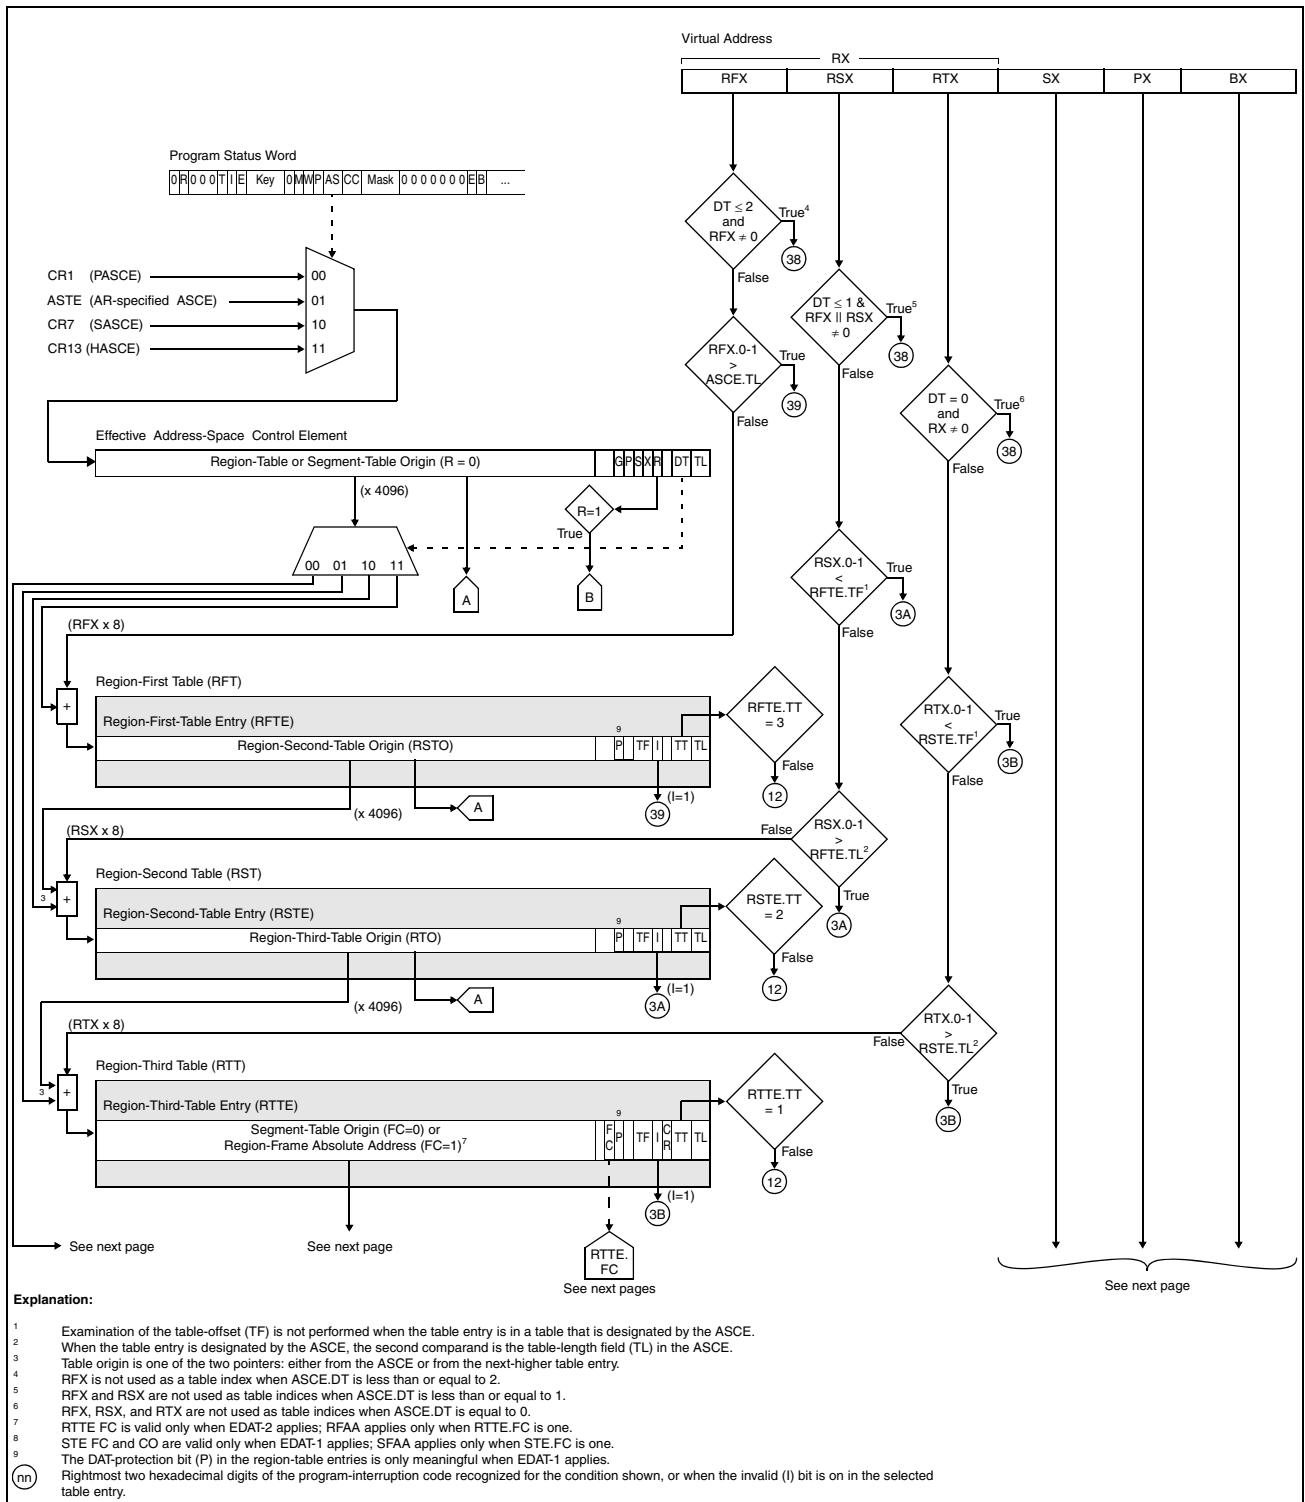 Virtual Address
RX
RFX RSX RTX SX PX BX
Program Status Word
0 R 0 0 0 T I E Key 0 M W P AS CC Mask 0 0 0 0 0 0 0 E B ...
DT ≤ 2
and
RFX ≠ 0
True4
38
False
CR1 (PASCE)
00
ASTE (AR-specified ASCE)
01
CR7 (SASCE)
10
CR13 (HASCE)
11
DT ≤ 1 &
RFX || RSX
≠ 0
True5
38
False
RFX.0-1
>
ASCE.TL
True
39
False
DT = 0
and
RX ≠ 0
True6
38
False
Effective Address-Space Control Element
Region-Table or Segment-Table Origin (R = 0) G P S X R DT TL
(x 4096)
R=1
True
00 01 10 11
A
B
RSX.0-1
<
RFTE.TF1
True
3A
False
(RFX x 8)
Region-First Table (RFT)
+
Region-First-Table Entry (RFTE)
9
Region-Second-Table Origin (RSTO) P TF I TT TL
RFTE.TT
= 3
False
12
RTX.0-1
<
RSTE.TF1
True
3B
False
(I=1)
39
(x 4096)
A
(RSX x 8)
False
RSX.0-1
>
RFTE.TL2
True
3A
Region-Second Table (RST)
3
+
Region-Second-Table Entry (RSTE)
9
Region-Third-Table Origin (RTO) P TF I TT TL
RSTE.TT
= 2
False
12
(I=1)
3A
(x 4096)
A
(RTX x 8)
False
RTX.0-1
>
RSTE.TL2
True
3B
Region-Third Table (RTT)
3
+
Region-Third-Table Entry (RTTE)
9
Segment-Table Origin (FC=0) or
Region-Frame Absolute Address (FC=1)7
FC P TF I CR TT TL
RTTE.TT
= 1
False
12
(I=1)
3B
See next page
See next page
RTTE.
FC
See next pages
See next page
Explanation:
1 Examination of the table-offset (TF) is not performed when the table entry is in a table that is designated by the ASCE.
2 When the table entry is designated by the ASCE, the second comparand is the table-length field (TL) in the ASCE.
3 Table origin is one of the two pointers: either from the ASCE or from the next-higher table entry.
4 RFX is not used as a table index when ASCE.DT is less than or equal to 2.
5 RFX and RSX are not used as table indices when ASCE.DT is less than or equal to 1.
6 RFX, RSX, and RTX are not used as table indices when ASCE.DT is equal to 0.
7 RTTE FC is valid only when EDAT-2 applies; RFAA applies only when RTTE.FC is one.
8 STE FC and CO are valid only when EDAT-1 applies; SFAA applies only when STE.FC is one.
9 The DAT-protection bit (P) in the region-table entries is only meaningful when EDAT-1 applies.
nn Rightmost two hexadecimal digits of the program-interruption code recognized for the condition shown, or when the invalid (I) bit is on in the selected
table entry.